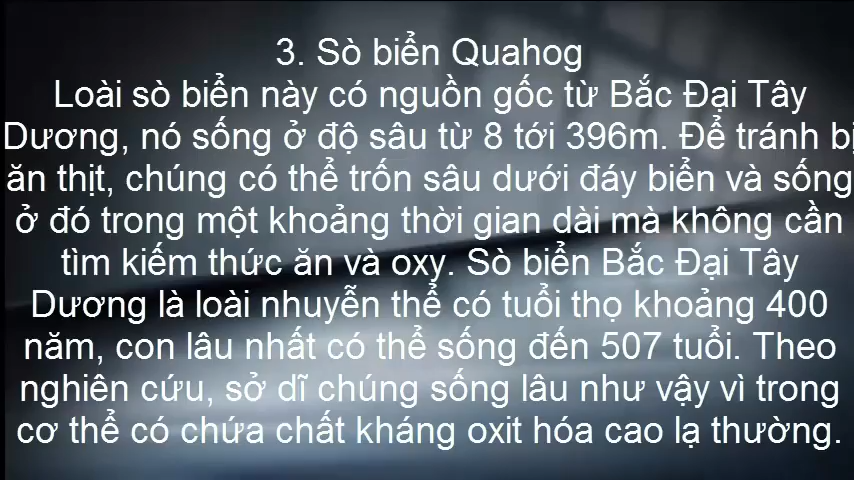 3. Sò biển Quahog
Loài sò biển này có nguồn gốc từ Bắc Đại Tây
Dương, nó sống ở độ sâu từ 8 tới 396m. Để tránh bị
ăn thịt, chúng có thể trốn sâu dưới đáy biển và sống
ở đó trong một khoảng thời gian dài mà không cần
tìm kiếm thức ăn và oxy. Sò biển Bắc Đại Tây
Dương là loài nhuyễn thể có tuổi thọ khoảng 400
năm, con lâu nhất có thể sống đến 507 tuổi. Theo
nghiên cứu, sở dĩ chúng sống lâu như vậy vì trong
cơ thể có chứa chất kháng oxit hóa cao lạ thường.